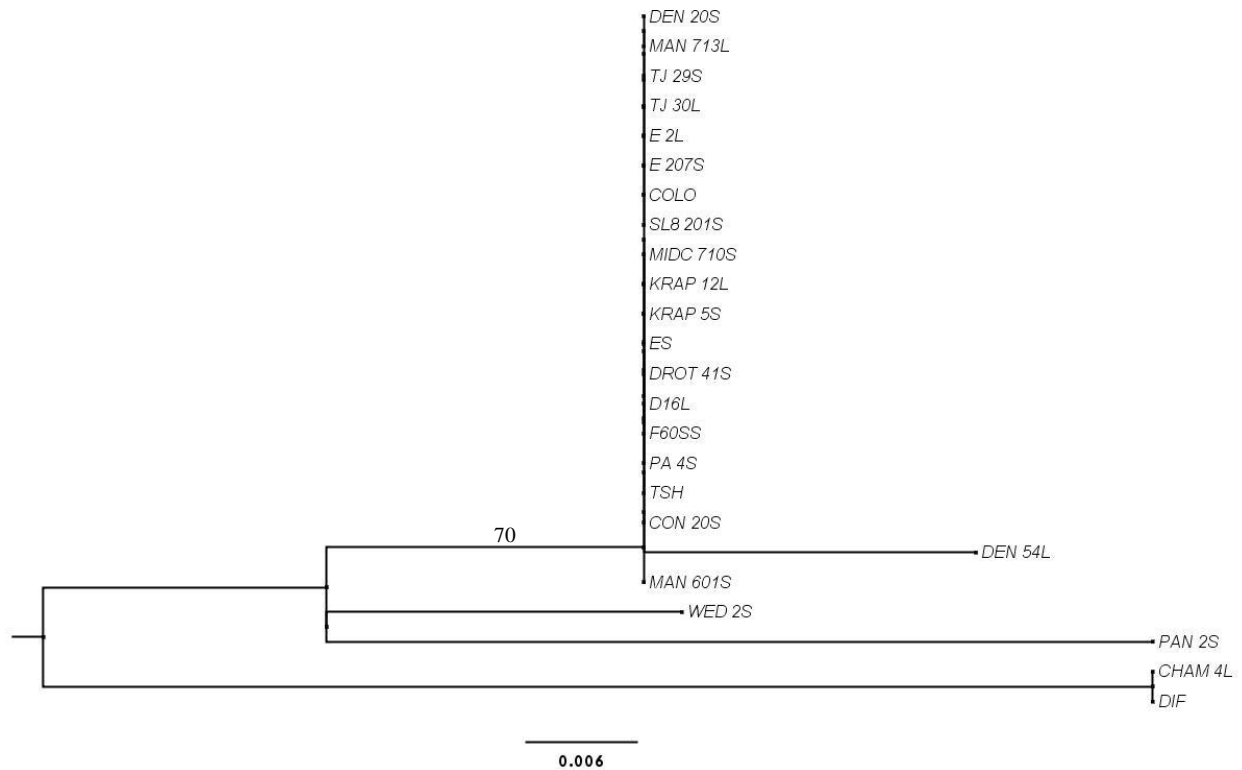 DEN 20S
MAN 713L
TJ 29S
TJ 30L
E 2L
E 207S
COLO
SL8 201S
MIDC 710S
KRAP 12L
KRAP 5S
ES
DROT 41S
D16L
F60SS
PA 4S
TSH
CON 20S
70
DEN 54L
MAN 601S
WED 2S
PAN 2S
CHAM 4L
DIF
0.006